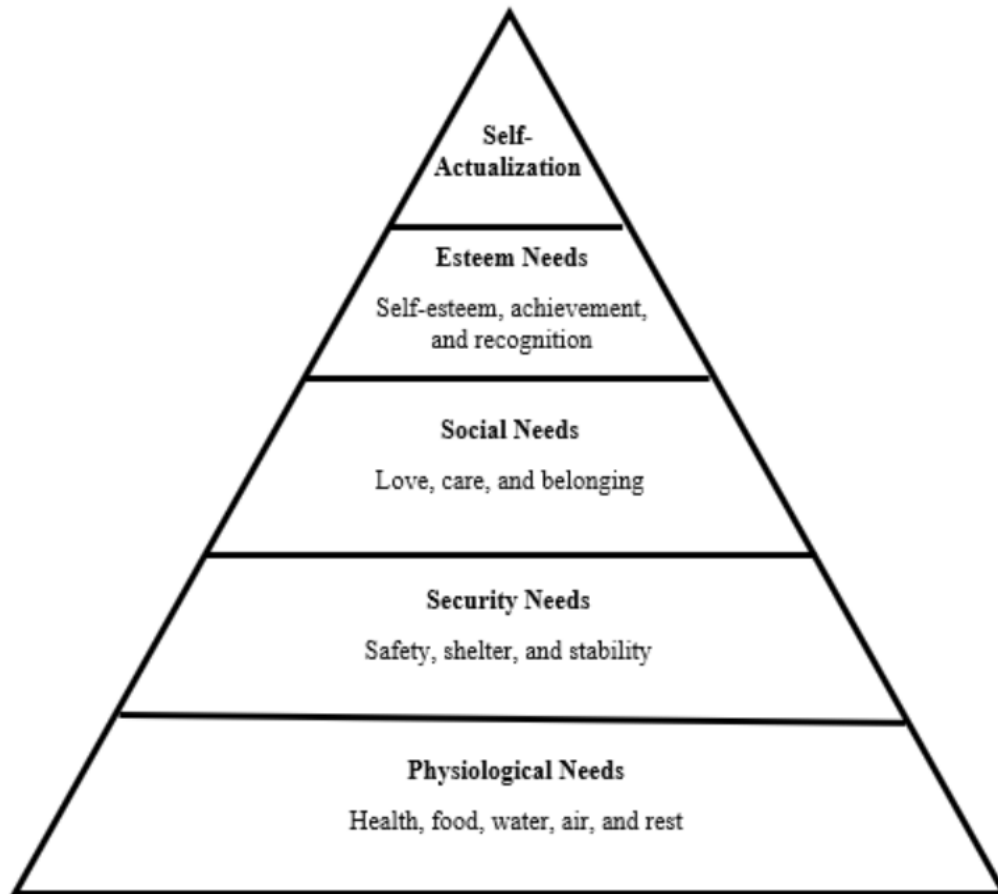 Self-
Actualization
Esteem Needs
Self-esteem, achievement,
and recognition
Social Needs
Love, care, and belonging
Security Needs
Safety, shelter, and stability
Physiological Needs
Health, food, water, air, and rest